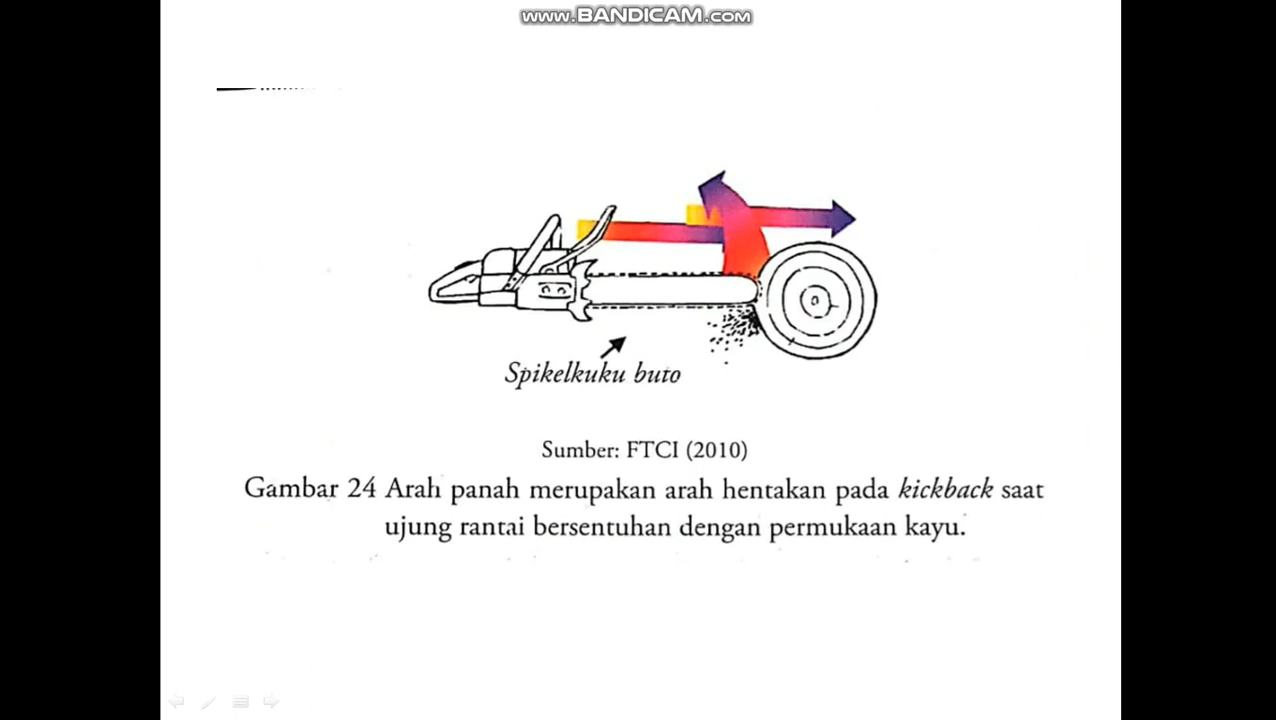 www.BANDICAM.com
Spikelkuku buto
Sumber: FTCI (2010)
Gambar 24 Arah panah merupakan arah hentakan pada kickback saat
ujung rantai bersentuhan dengan permukaan kayu.